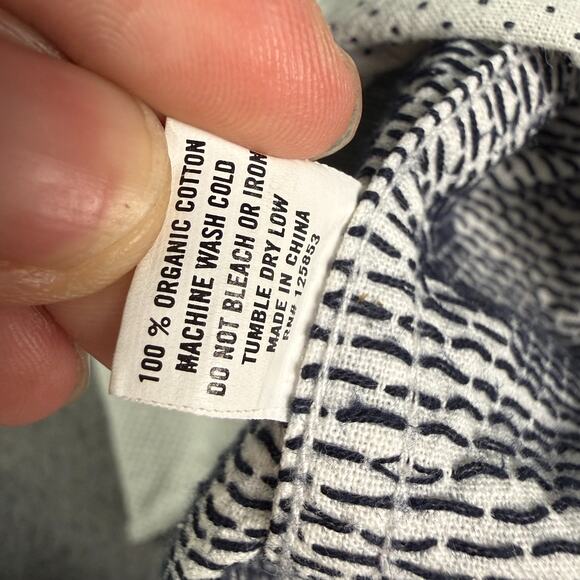 100 % ORGANIC COTTON
MACHINE WASH COLD
DO NOT BLEACH OR IRON
TUMBLE DRY LOW
MADE IN CHINA
RN# 125853